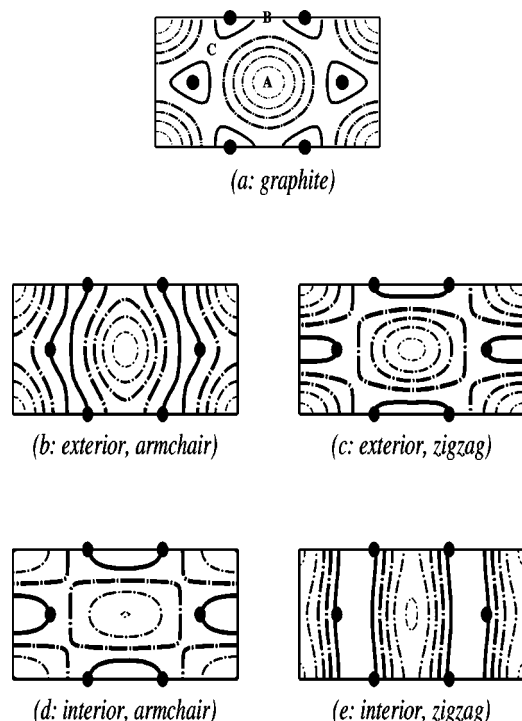 B
C
A
(a: graphite)
(b: exterior, armchair)
(c: exterior, zigzag)
(d: interior, armchair)
(e: interior, zigzag)